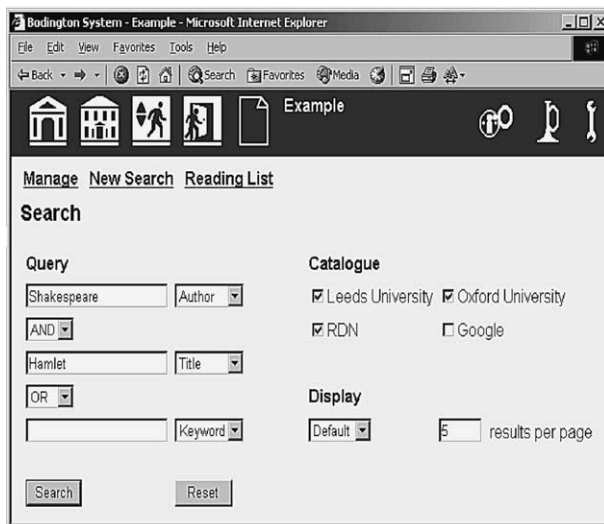 Bodington System - Example - Microsoft Internet Explorer
File Edit View Favorites Tools Help
Back Search Favorites Media
Example
Manage New Search Reading List
Search
Query Catalogue
Shakespeare Author Leeds University Oxford University
AND RDN Google
Hamlet Title
OR Display
Keyword Default 5 results per page
Search Reset